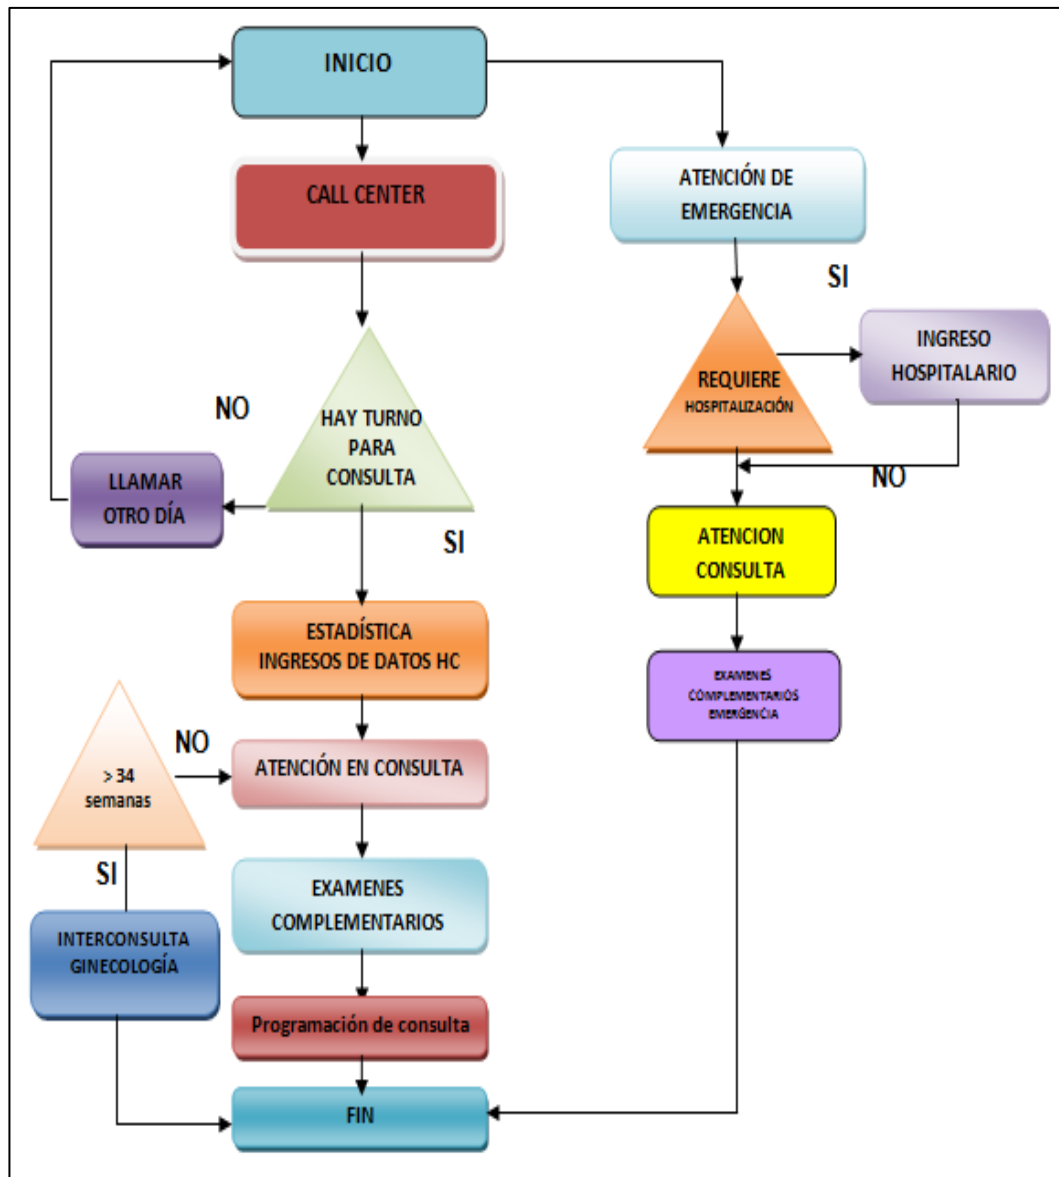 INICIO
CALL CENTER
ATENCIÓN DE
EMERGENCIA
SI
INGRESO
HOSPITALARIO
REQUIERE
HOSPITALIZACIÓN
NO
HAY TURNO
PARA
CONSULTA
LLAMAR
OTRO DÍA
NO
SI
ATENCION
CONSULTA
ESTADÍSTICA
INGRESOS DE DATOS HC
EXAMENES
COMPLEMENTARIOS
EMERGENCIA
> 34
semanas
NO
ATENCIÓN EN CONSULTA
SI
EXAMENES
COMPLEMENTARIOS
INTERCONSULTA
GINECOLOGÍA
Programación de consulta
FIN